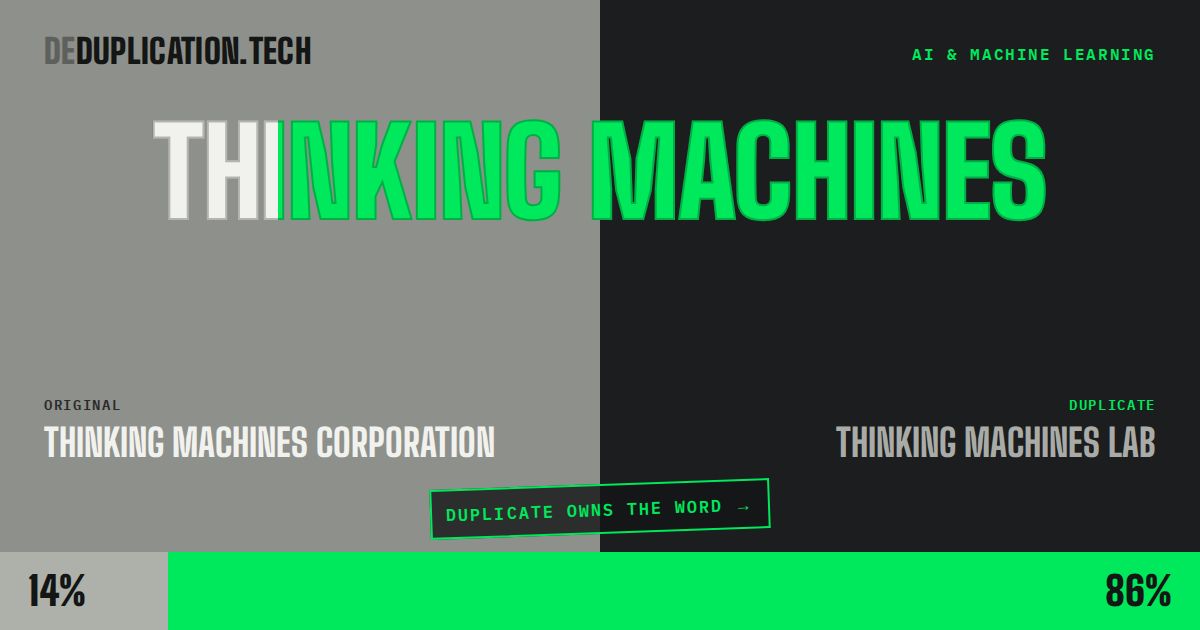 DEDUPLICATION.TECH
AI & MACHINE LEARNING
THINKING MACHINES
ORIGINAL
THINKING MACHINES CORPORATION
DUPLICATE
THINKING MACHINES LAB
DUPLICATE OWNS THE WORD →
14%
86%